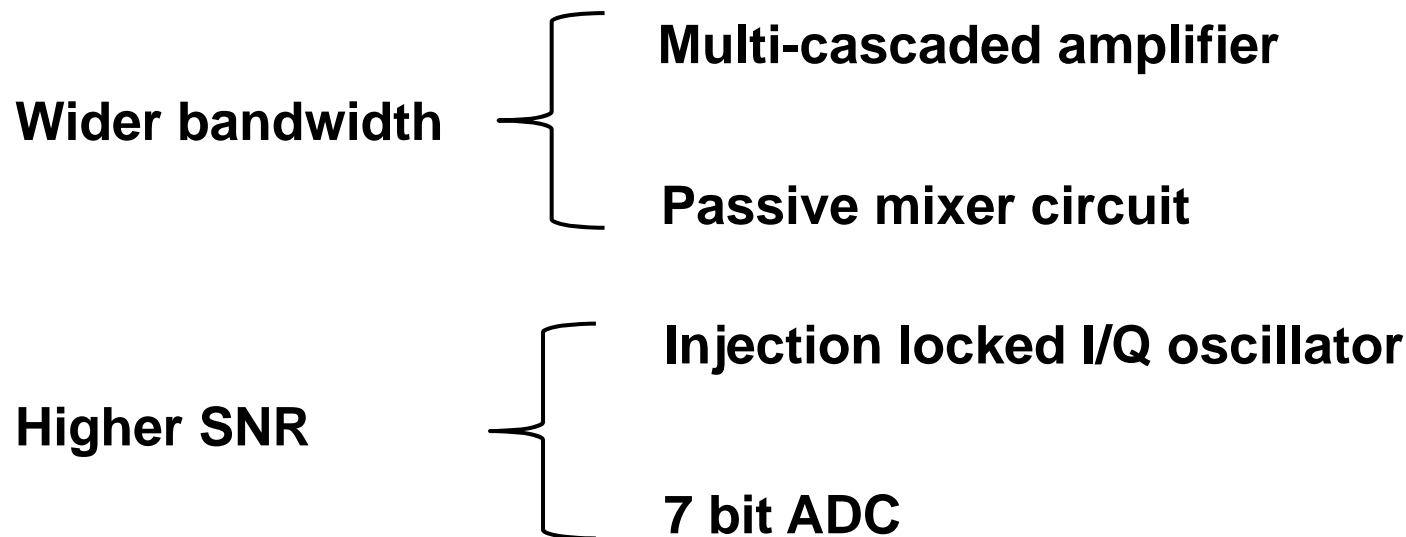 Multi-cascaded amplifier
Wider bandwidth
Passive mixer circuit
Injection locked I/Q oscillator
Higher SNR
7 bit ADC